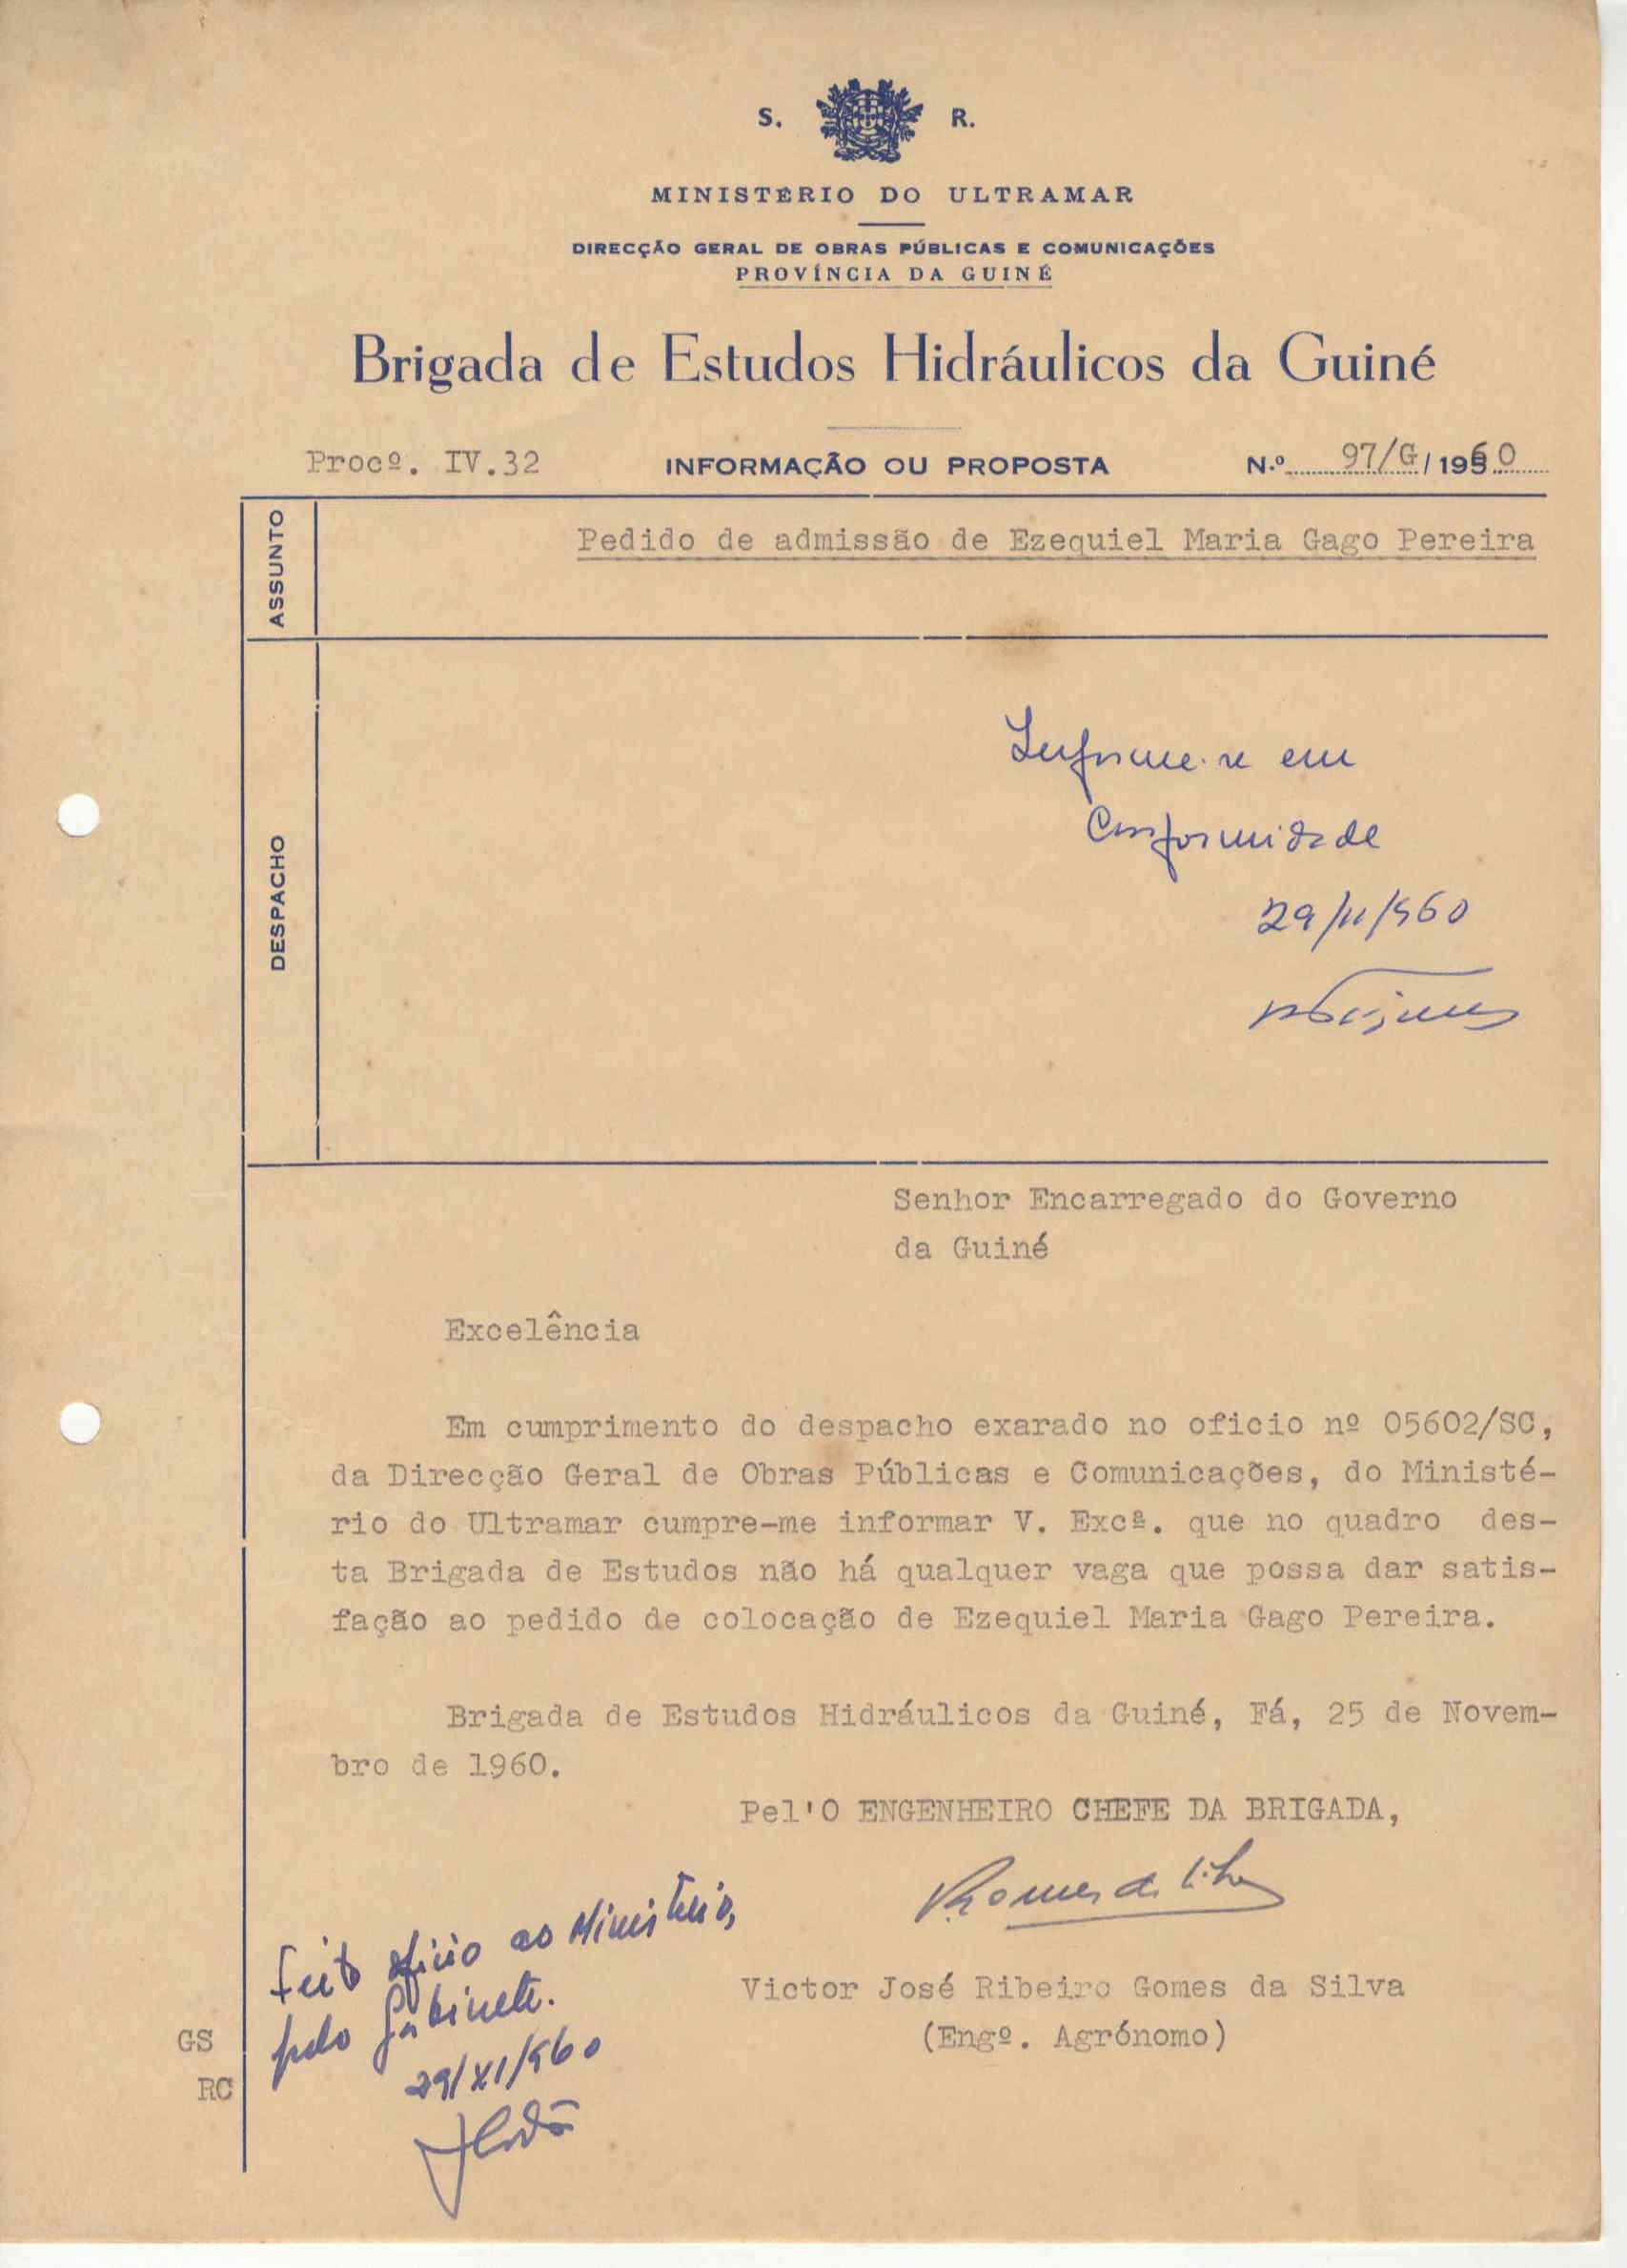 S. R.
MINISTÉRIO DO ULTRAMAR
DIRECÇÃO GERAL DE OBRAS PÚBLICAS E COMUNICAÇÕES
PROVÍNCIA DA GUINÉ
Brigada de Estudos Hidráulicos da Guiné
Procº. IV.32 INFORMAÇÃO OU PROPOSTA N.º 97/G/1960
ASSUNTO
Pedido de admissão de Ezequiel Maria Gago Pereira
DESPACHO
Informe-se em
Conformidade
29/11/960
Senhor Encarregado do Governo
da Guiné
Excelência
Em cumprimento do despacho exarado no oficio nº 05602/SC,
da Direcção Geral de Obras Públicas e Comunicações, do Ministé-
rio do Ultramar cumpre-me informar V. Excª. que no quadro des-
ta Brigada de Estudos não há qualquer vaga que possa dar satis-
fação ao pedido de colocação de Ezequiel Maria Gago Pereira.
Brigada de Estudos Hidráulicos da Guiné, Fá, 25 de Novem-
bro de 1960.
Pel'O ENGENHEIRO CHEFE DA BRIGADA,
Gomes da Silva
Victor José Ribeiro Gomes da Silva
(Engº. Agrónomo)
Feito ofício ao Ministério,
pelo Gabinete.
29/XI/960
GS
RC